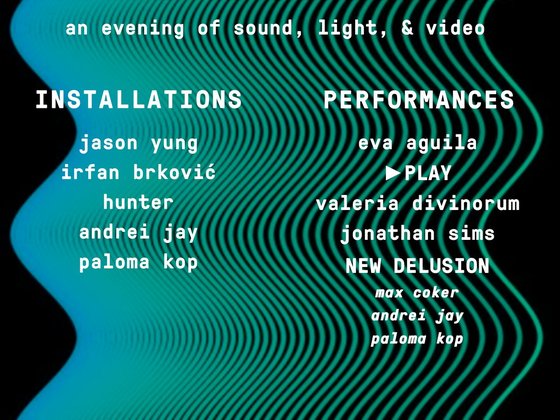 an evening of sound, light, & video
INSTALLATIONS
jason yung
irfan brković
hunter
andrei jay
paloma kop
PERFORMANCES
eva aguila
▶PLAY
valeria divinorum
jonathan sims
NEW DELUSION
max coker
andrei jay
paloma kop